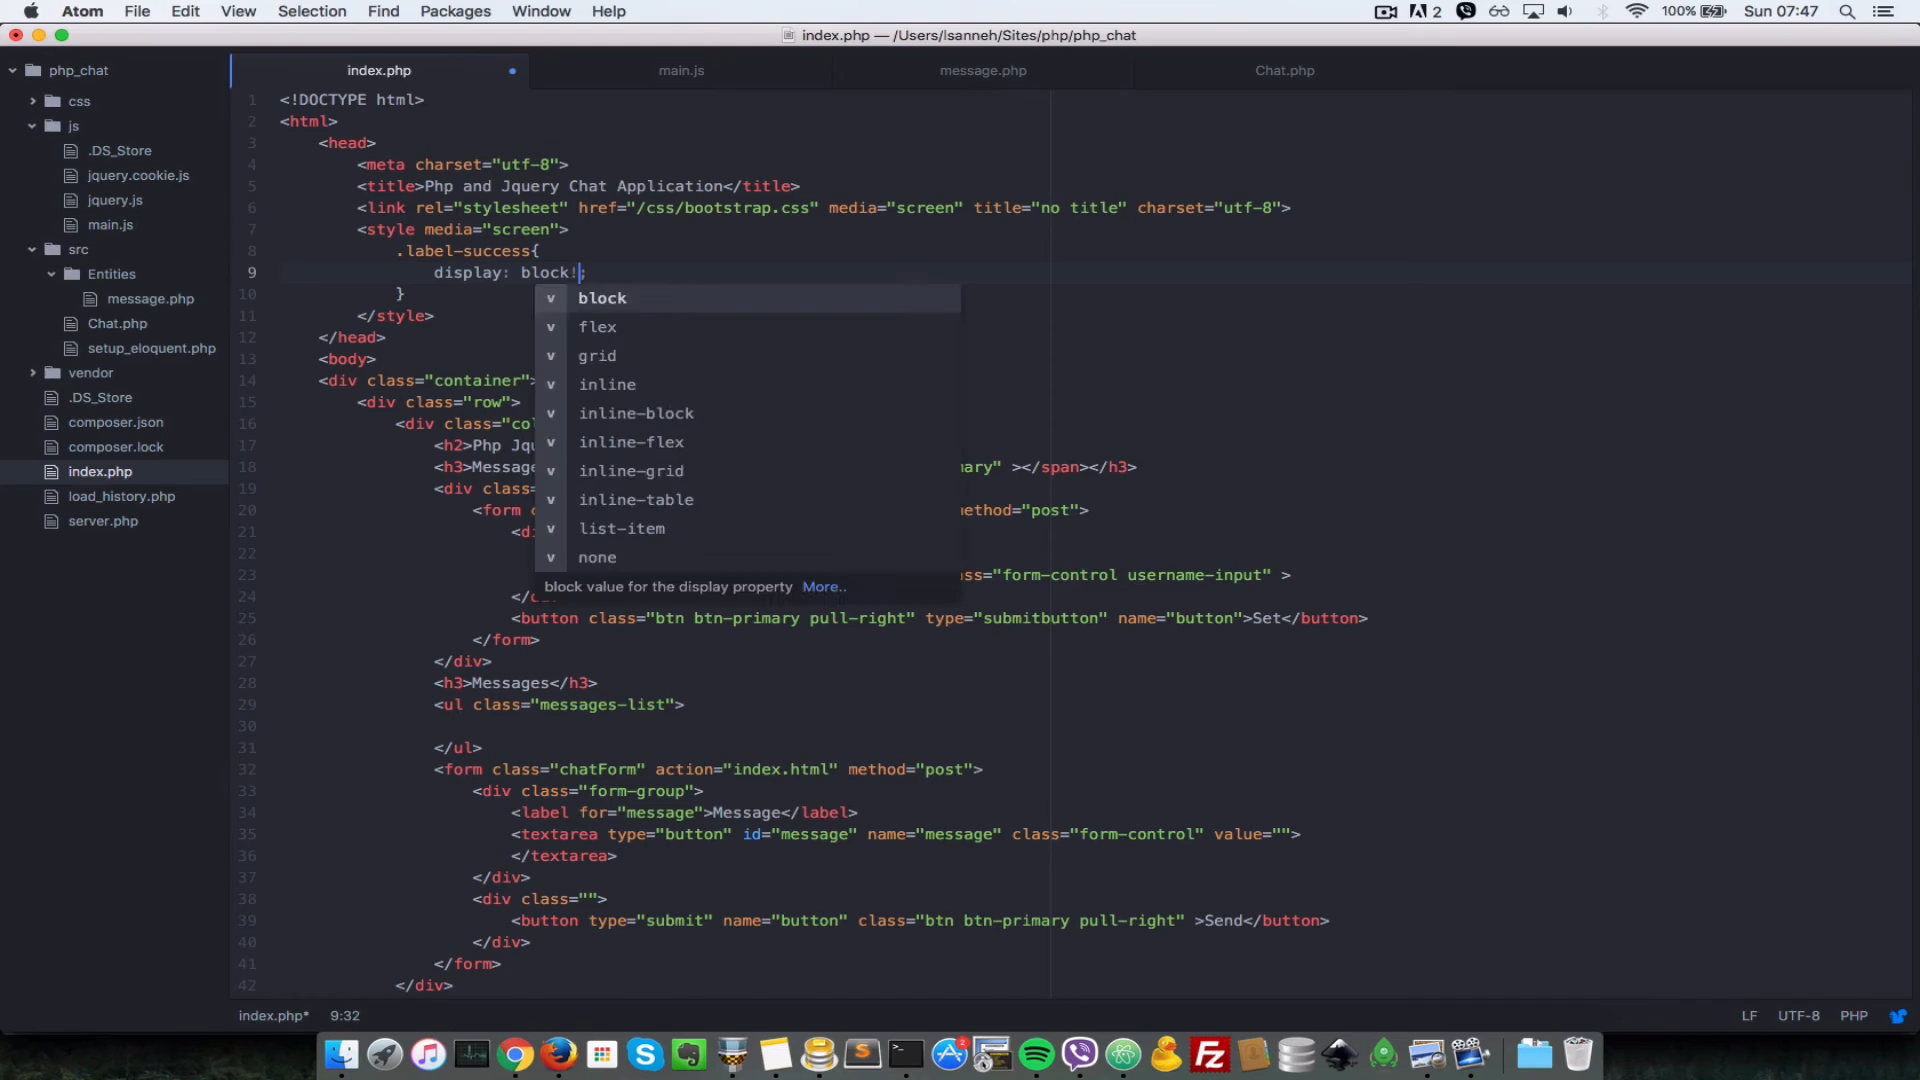 Atom File Edit View Selection Find Packages Window Help 2 100% Sun 07:47
index.php — /Users/lsanneh/Sites/php/php_chat
php_chat
css
js
.DS_Store
jquery.cookie.js
jquery.js
main.js
src
Entities
message.php
Chat.php
setup_eloquent.php
vendor
.DS_Store
composer.json
composer.lock
index.php
load_history.php
server.php
index.php main.js message.php Chat.php
1 <!DOCTYPE html>
2 <html>
3 <head>
4 <meta charset="utf-8">
5 <title>Php and Jquery Chat Application</title>
6 <link rel="stylesheet" href="/css/bootstrap.css" media="screen" title="no title" charset="utf-8">
7 <style media="screen">
8 .label-success{
9 display: block!;
10 }
11 </style>
12 </head>
13 <body>
14 <div class="container">
15 <div class="row">
16 <div class="col
17 <h2>Php Jqu
18 <h3>Message mary" ></span></h3>
19 <div class=
20 <form c ethod="post">
21 <di
22
23 ss="form-control username-input" >
24 </d
25 <button class="btn btn-primary pull-right" type="submitbutton" name="button">Set</button>
26 </form>
27 </div>
28 <h3>Messages</h3>
29 <ul class="messages-list">
30
31 </ul>
32 <form class="chatForm" action="index.html" method="post">
33 <div class="form-group">
34 <label for="message">Message</label>
35 <textarea type="button" id="message" name="message" class="form-control" value="">
36 </textarea>
37 </div>
38 <div class="">
39 <button type="submit" name="button" class="btn btn-primary pull-right" >Send</button>
40 </div>
41 </form>
42 </div>
v block
v flex
v grid
v inline
v inline-block
v inline-flex
v inline-grid
v inline-table
v list-item
v none
block value for the display property More..
index.php* 9:32 LF UTF-8 PHP
2